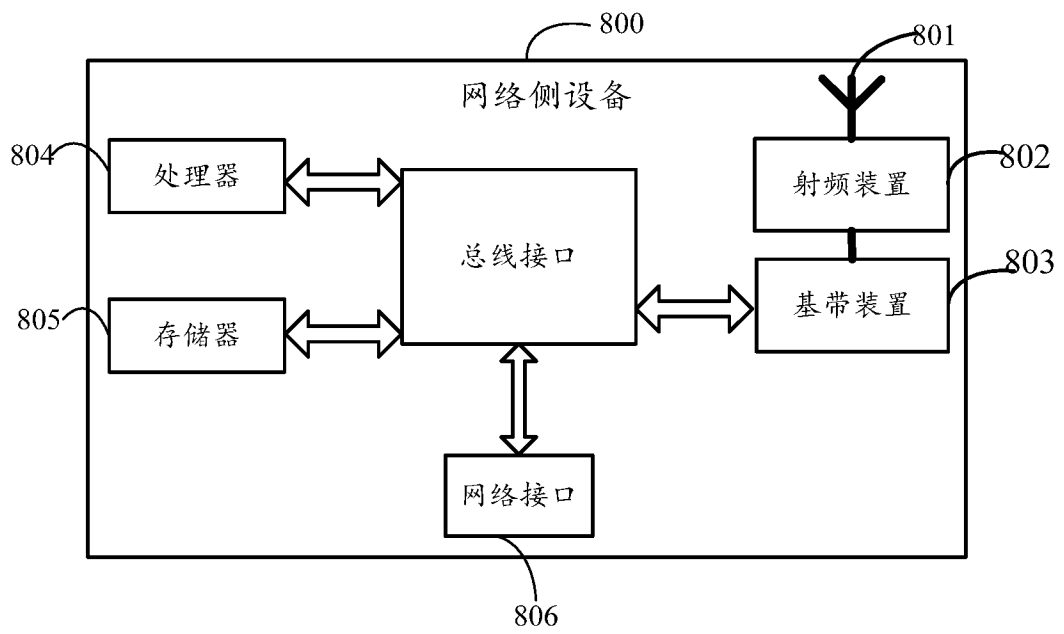 800
801
网络侧设备
804
处理器
802
射频装置
总线接口
803
基带装置
805
存储器
网络接口
806